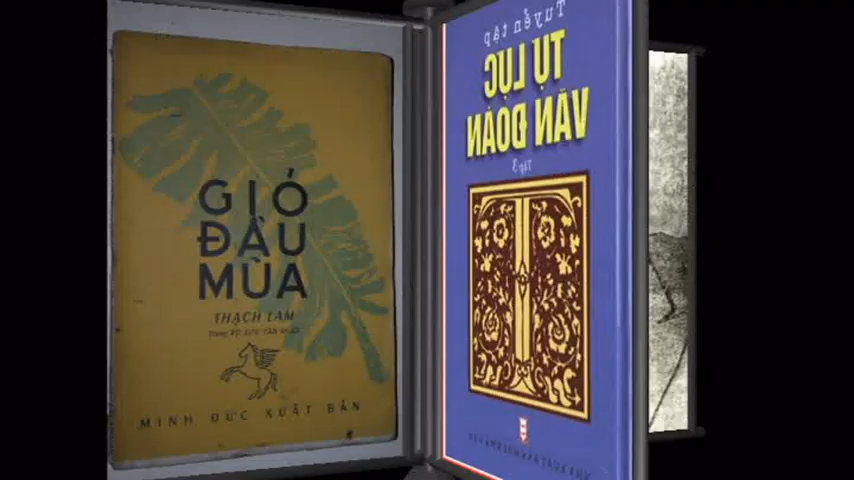 GIÓ
ĐẦU
MÙA
THẠCH LAM
MINH ĐỨC XUẤT BẢN
Tuyển tập
TỰ LỰC
VĂN ĐOÀN
Tập 3